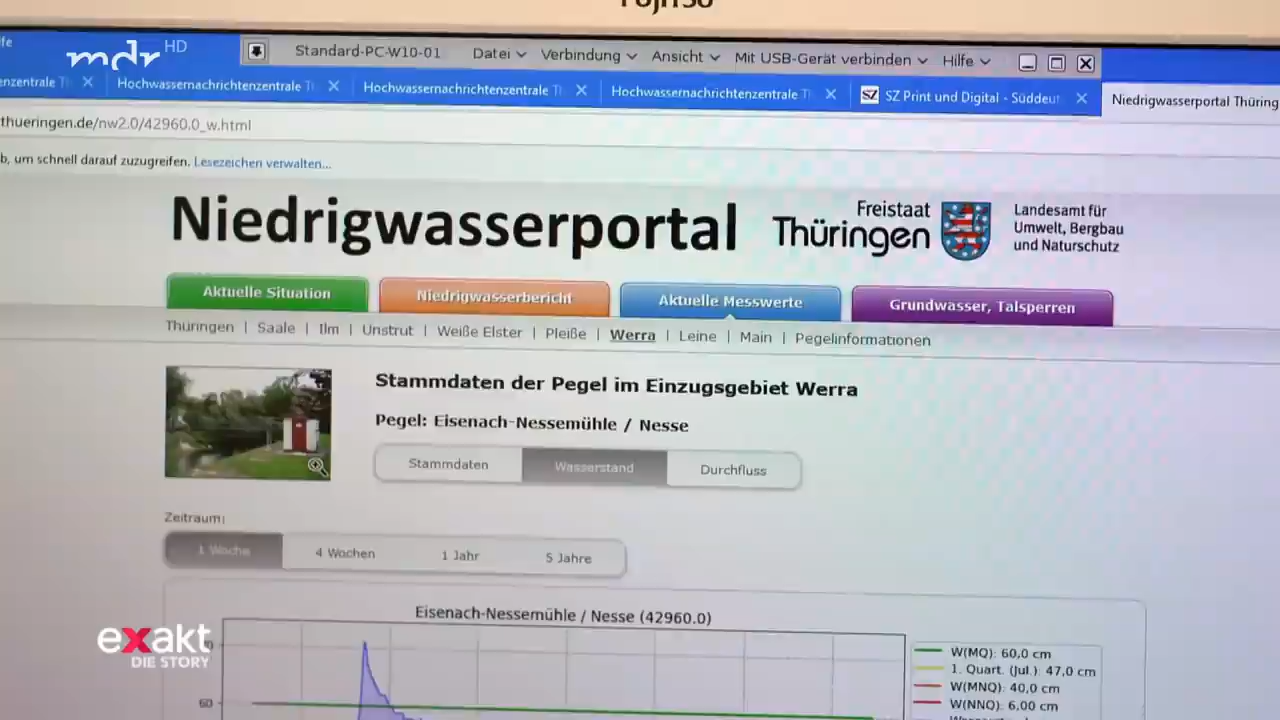 mdr HD
Standard-PC-W10-01 Datei Verbindung Ansicht Mit USB-Gerät verbinden Hilfe
enzentrale Hochwassernachrichtenzentrale Hochwassernachrichtenzentrale Hochwassernachrichtenzentrale SZ SZ Print und Digital - Süddeut Niedrigwasserportal Thüring
thueringen.de/nw2.0/42960.0_w.html
b, um schnell darauf zuzugreifen. Lesezeichen verwalten...
Niedrigwasserportal
Freistaat
Thüringen
Landesamt für
Umwelt, Bergbau
und Naturschutz
Aktuelle Situation Niedrigwasserbericht Aktuelle Messwerte Grundwasser, Talsperren
Thüringen | Saale | Ilm | Unstrut | Weiße Elster | Pleiße | Werra | Leine | Main | Pegelinformationen
Stammdaten der Pegel im Einzugsgebiet Werra
Pegel: Eisenach-Nessemühle / Nesse
Stammdaten Wasserstand Durchfluss
Zeitraum:
1 Woche 4 Wochen 1 Jahr 5 Jahre
Eisenach-Nessemühle / Nesse (42960.0)
W(MQ): 60,0 cm
1. Quart. (Jul.): 47,0 cm
W(MNQ): 40,0 cm
W(NNQ): 6,00 cm
60
exakt
DIE STORY